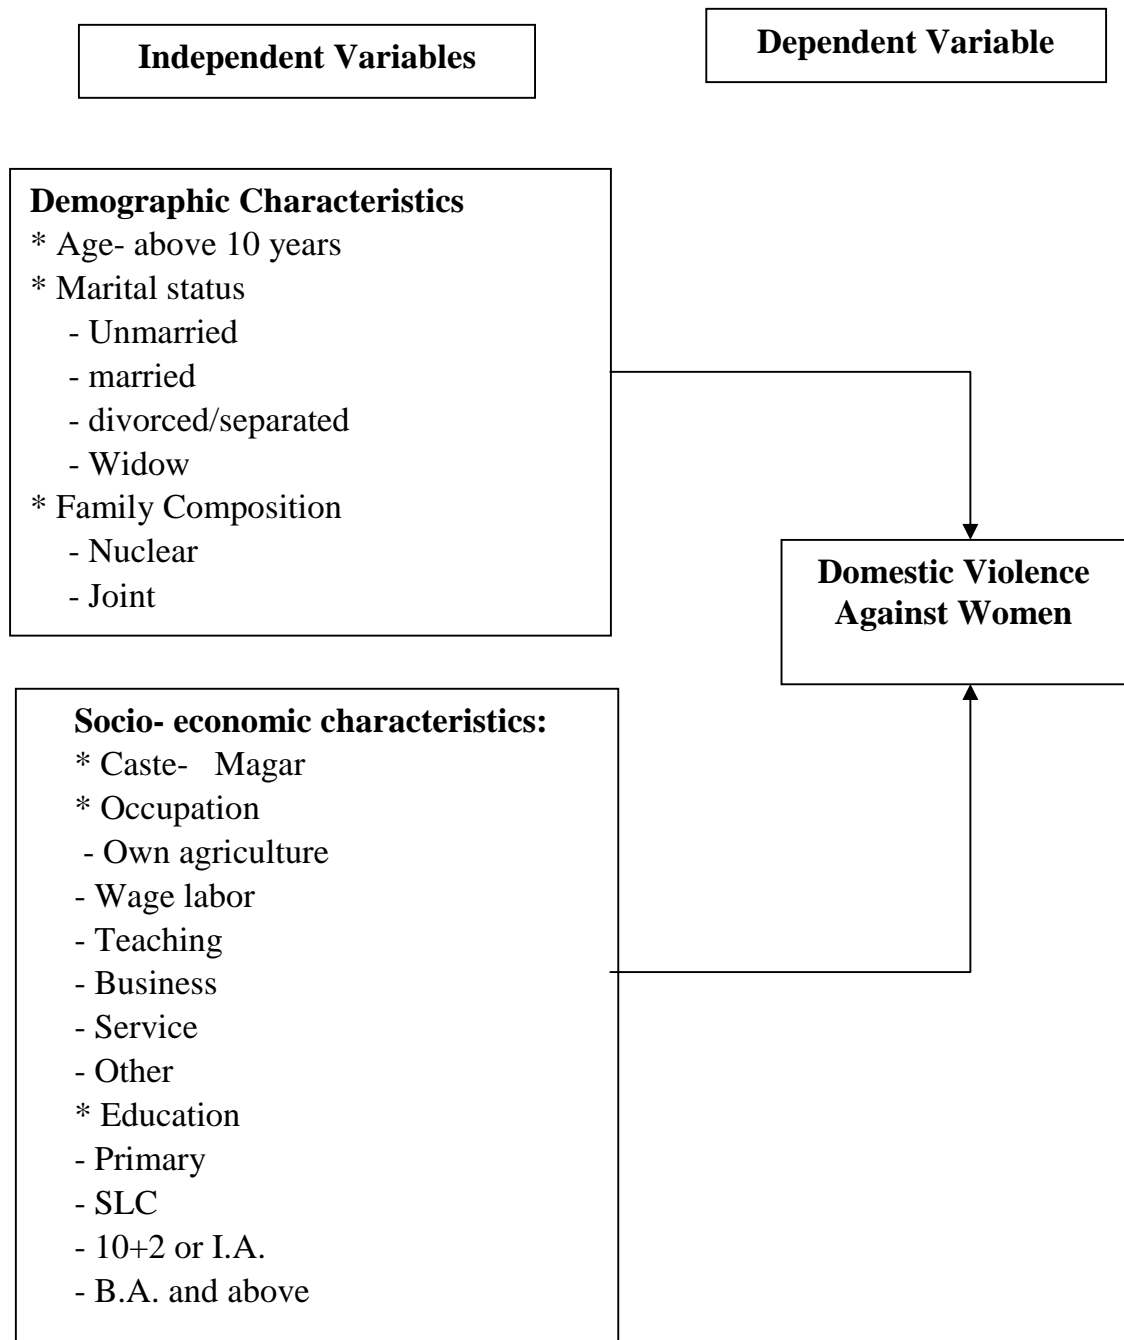 Independent Variables
Dependent Variable
Demographic Characteristics
* Age- above 10 years
* Marital status
- Unmarried
- married
- divorced/separated
- Widow
* Family Composition
- Nuclear
- Joint
Domestic Violence
Against Women
Socio- economic characteristics:
* Caste- Magar
* Occupation
- Own agriculture
- Wage labor
- Teaching
- Business
- Service
- Other
* Education
- Primary
- SLC
- 10+2 or I.A.
- B.A. and above